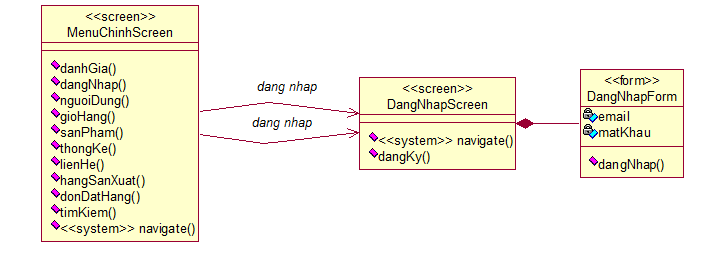 <<screen>>
MenuChinhScreen
danhGia()
dangNhap()
nguoiDung()
gioHang()
sanPham()
thongKe()
lienHe()
hangSanXuat()
donDatHang()
timKiem()
<<system>> navigate()
dang nhap
dang nhap
<<screen>>
DangNhapScreen
<<system>> navigate()
dangKy()
<<form>>
DangNhapForm
email
matKhau
dangNhap()